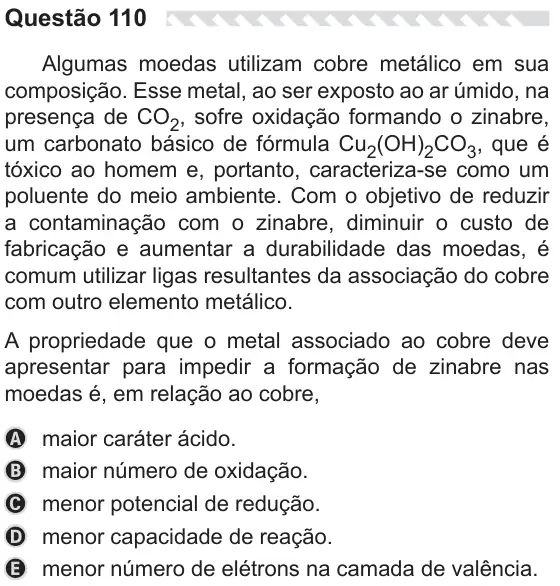 Questão 110
Algumas moedas utilizam cobre metálico em sua
composição. Esse metal, ao ser exposto ao ar úmido, na
presença de CO₂, sofre oxidação formando o zinabre,
um carbonato básico de fórmula Cu₂(OH)₂CO₃, que é
tóxico ao homem e, portanto, caracteriza-se como um
poluente do meio ambiente. Com o objetivo de reduzir
a contaminação com o zinabre, diminuir o custo de
fabricação e aumentar a durabilidade das moedas, é
comum utilizar ligas resultantes da associação do cobre
com outro elemento metálico.
A propriedade que o metal associado ao cobre deve
apresentar para impedir a formação de zinabre nas
moedas é, em relação ao cobre,
A maior caráter ácido.
B maior número de oxidação.
C menor potencial de redução.
D menor capacidade de reação.
E menor número de elétrons na camada de valência.